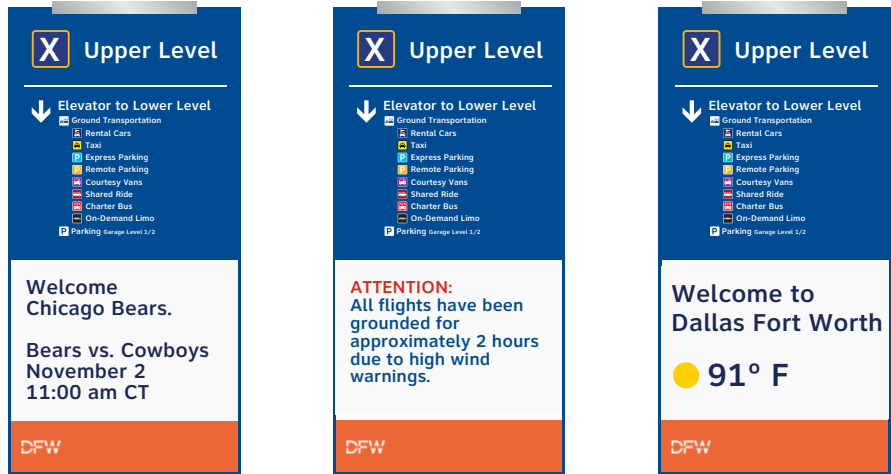 X Upper Level
Elevator to Lower Level
Ground Transportation
Rental Cars
Taxi
P Express Parking
P Remote Parking
Courtesy Vans
Shared Ride
Charter Bus
On-Demand Limo
P Parking Garage Level 1/2
Welcome
Chicago Bears.
Bears vs. Cowboys
November 2
11:00 am CT
DFW
X Upper Level
Elevator to Lower Level
Ground Transportation
Rental Cars
Taxi
P Express Parking
P Remote Parking
Courtesy Vans
Shared Ride
Charter Bus
On-Demand Limo
P Parking Garage Level 1/2
ATTENTION:
All flights have been
grounded for
approximately 2 hours
due to high wind
warnings.
DFW
X Upper Level
Elevator to Lower Level
Ground Transportation
Rental Cars
Taxi
P Express Parking
P Remote Parking
Courtesy Vans
Shared Ride
Charter Bus
On-Demand Limo
P Parking Garage Level 1/2
Welcome to
Dallas Fort Worth
91° F
DFW